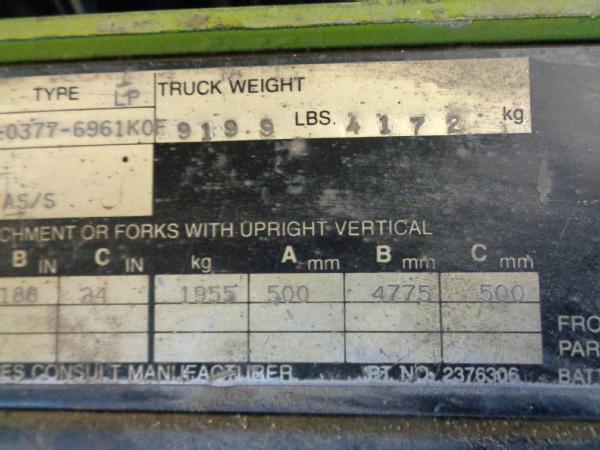 TYPE LP TRUCK WEIGHT
-0377-6961K0F 9199 LBS. 4172 kg
AS/S
CHMENT OR FORKS WITH UPRIGHT VERTICAL
B IN C IN kg A mm B mm C mm
188 24 1955 500 4775 500
FRO
PAR
ES CONSULT MANUFACTURER PT NO 2376306 BATT